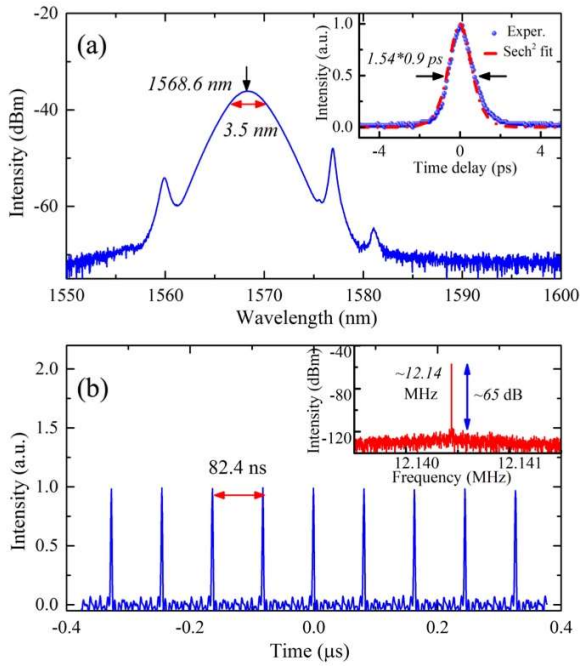 (a)
1568.6 nm
3.5 nm
Intensity (dBm)
-20
-40
-60
1550 1560 1570 1580 1590 1600
Wavelength (nm)
Intensity (a.u.)
1.0
0.5
0.0
Exper.
Sech² fit
1.54*0.9 ps
-5 0 5
Time delay (ps)
(b)
Intensity (a.u.)
2.0
1.5
1.0
0.5
0.0
82.4 ns
-0.4 -0.2 0.0 0.2 0.4
Time (μs)
Intensity (dBm)
-40
-80
-120
~12.14
MHz
~65 dB
12.140 12.141
Frequency (MHz)